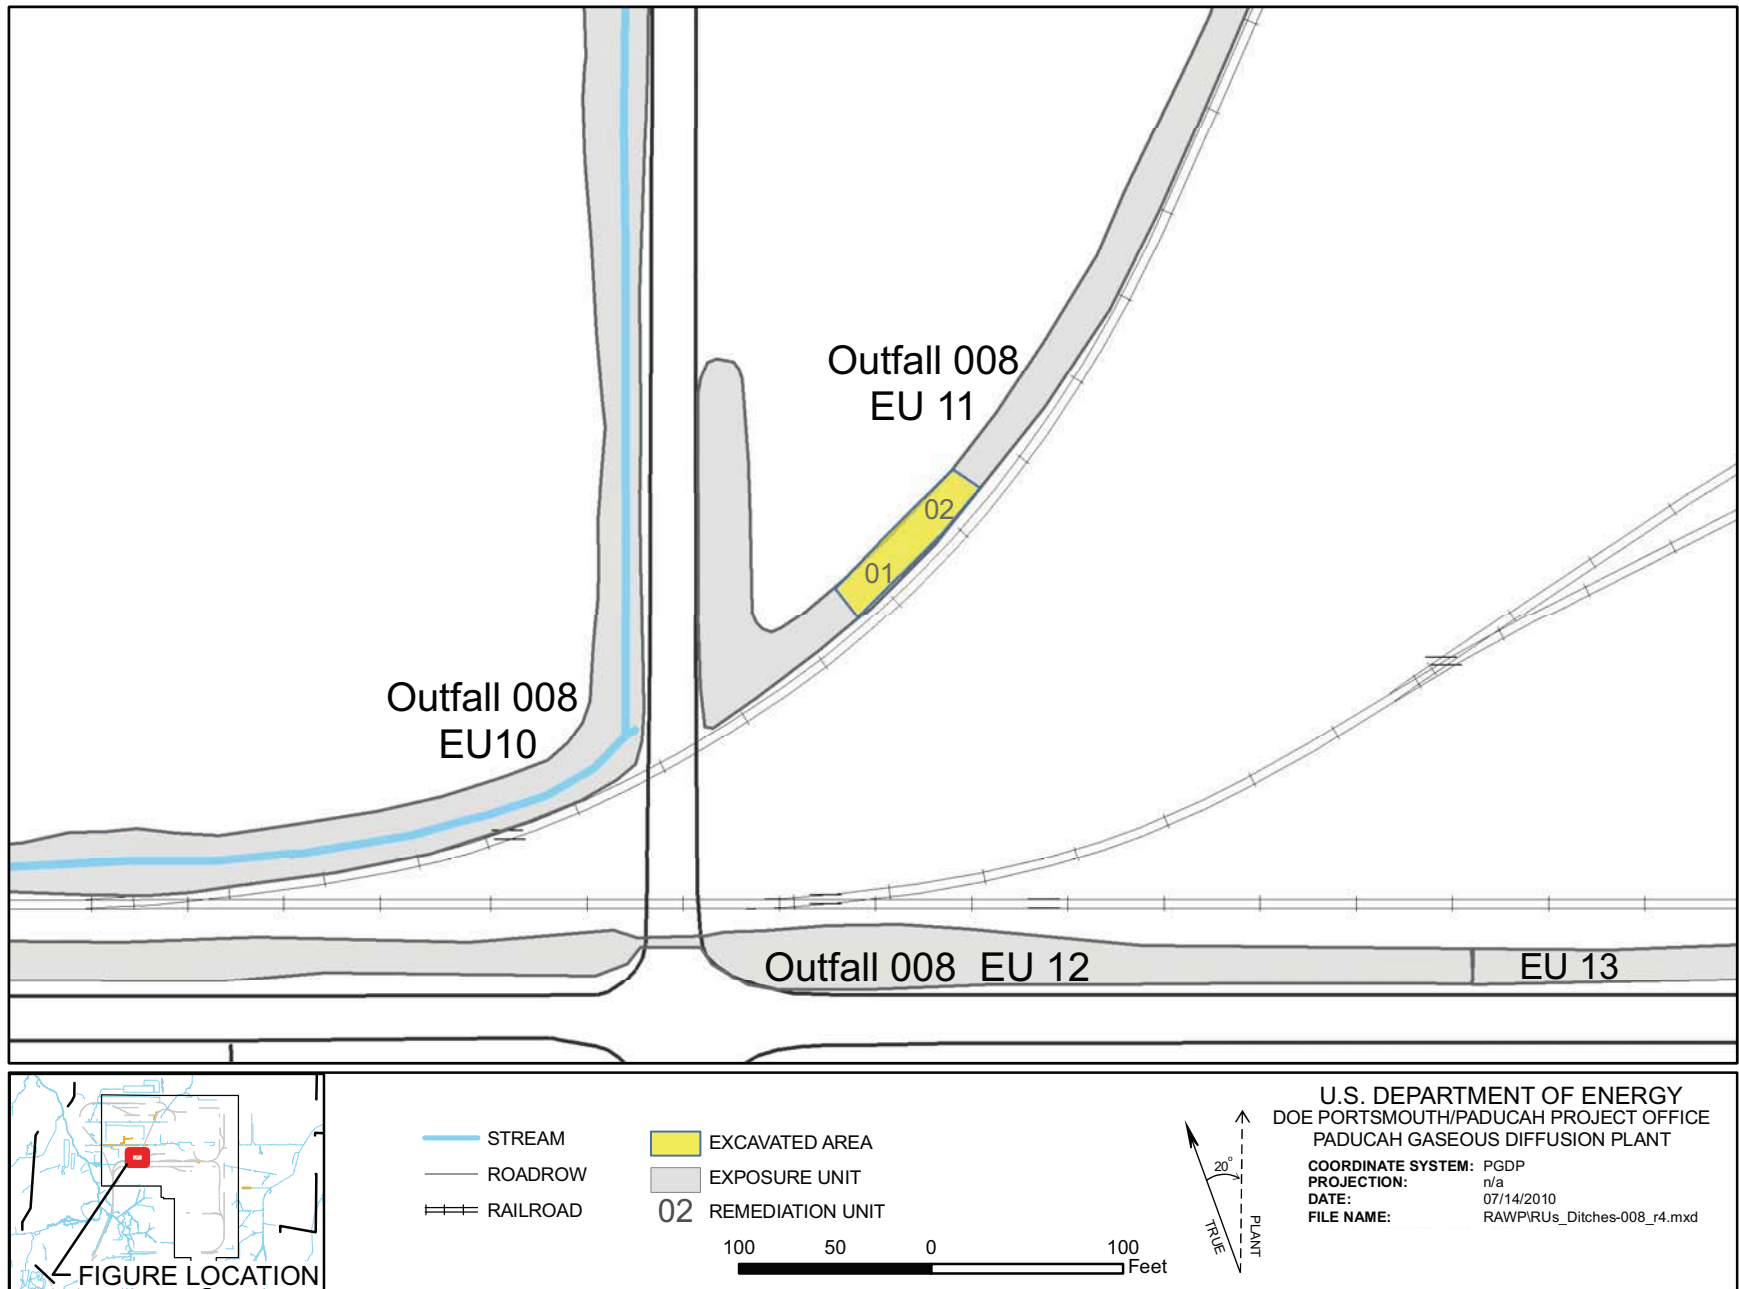 Outfall 008
EU 11
02
01
Outfall 008
EU10
Outfall 008 EU 12
EU 13
FIGURE LOCATION
STREAM
ROADROW
RAILROAD
EXCAVATED AREA
EXPOSURE UNIT
02 REMEDIATION UNIT
100 50 0 100
Feet
20°
TRUE
PLANT
U.S. DEPARTMENT OF ENERGY
DOE PORTSMOUTH/PADUCAH PROJECT OFFICE
PADUCAH GASEOUS DIFFUSION PLANT
COORDINATE SYSTEM: PGDP
PROJECTION: n/a
DATE: 07/14/2010
FILE NAME: RAWP\RUs_Ditches-008_r4.mxd